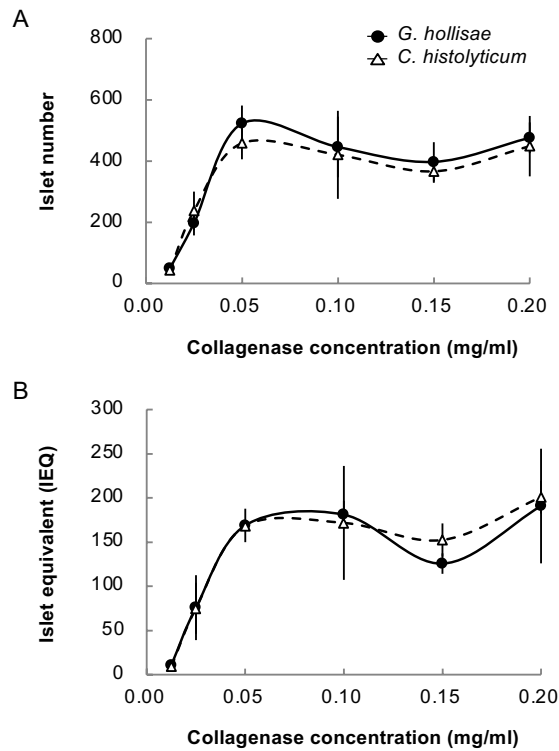 A
G. hollisae
C. histolyticum
800
600
400
200
0
Islet number
0.00 0.05 0.10 0.15 0.20
Collagenase concentration (mg/ml)
B
300
250
200
150
100
50
0
Islet equivalent (IEQ)
0.00 0.05 0.10 0.15 0.20
Collagenase concentration (mg/ml)